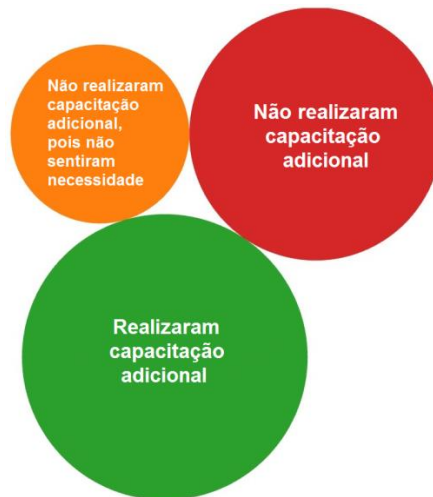 Não realizaram
capacitação
adicional,
pois não
sentiram
necessidade
Não realizaram
capacitação
adicional
Realizaram
capacitação
adicional